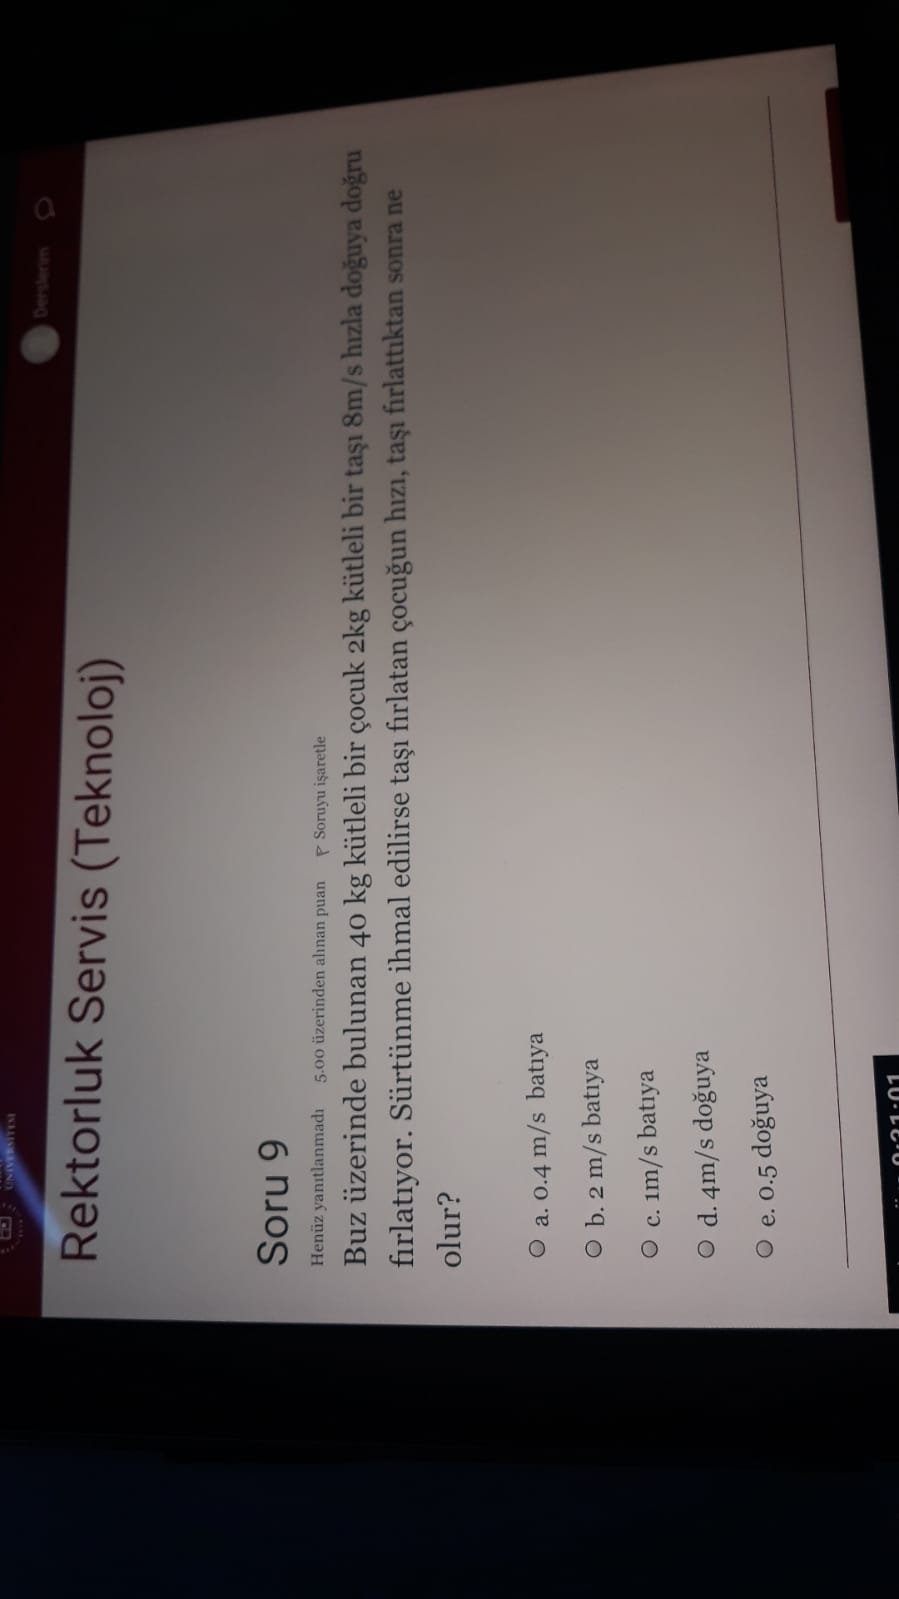 ÜNİVERSİTESİ
Derslerim
Rektorluk Servis (Teknoloj)
Soru 9
Henüz yanıtlanmadı 5.00 üzerinden alınan puan Soruyu işaretle
Buz üzerinde bulunan 40 kg kütleli bir çocuk 2kg kütleli bir taşı 8m/s hızla doğuya doğru
fırlatıyor. Sürtünme ihmal edilirse taşı fırlatan çocuğun hızı, taşı fırlattıktan sonra ne
olur?
a. 0.4 m/s batıya
b. 2 m/s batıya
c. 1m/s batıya
d. 4m/s doğuya
e. 0.5 doğuya
0:31:01